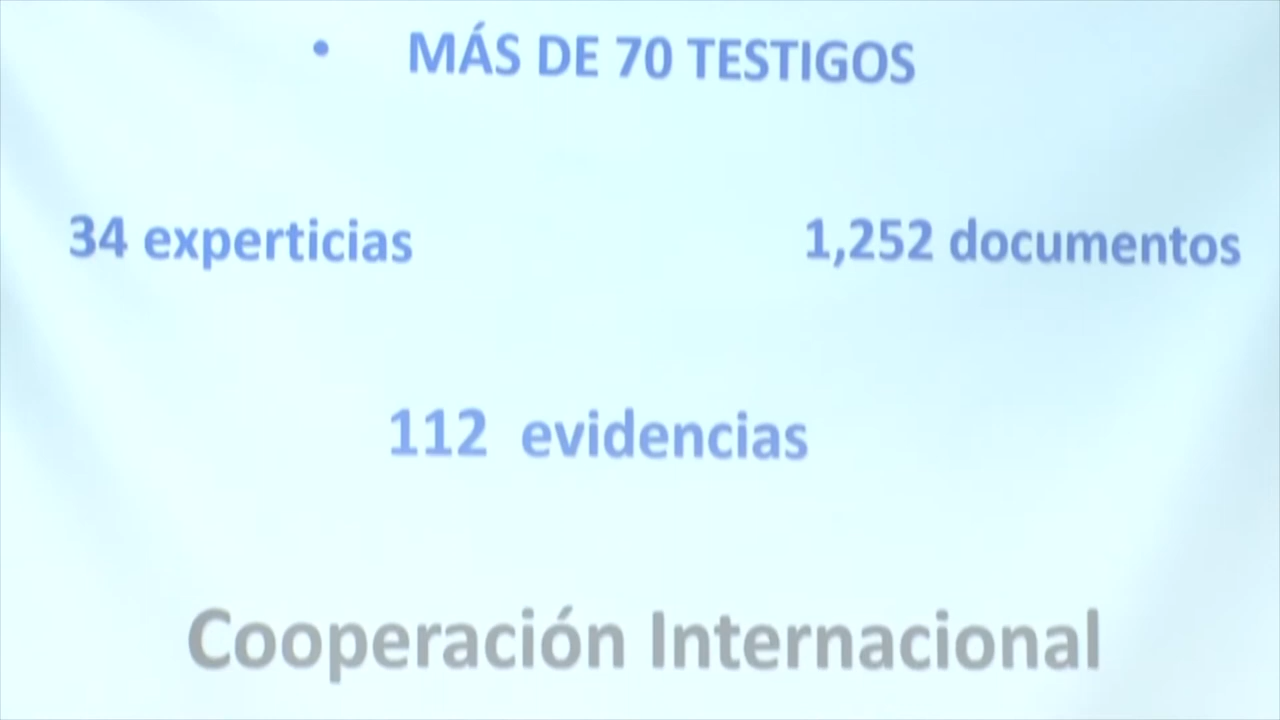 • MÁS DE 70 TESTIGOS
34 experticias 1,252 documentos
112 evidencias
Cooperación Internacional